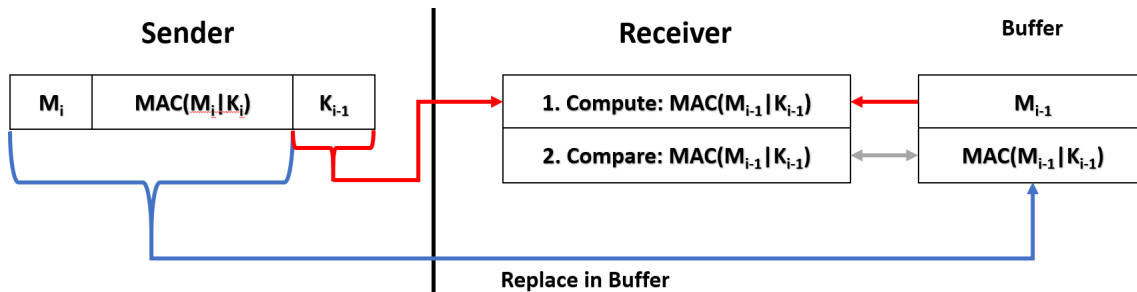 Sender
Receiver
Buffer
Mᵢ
MAC(Mᵢ|Kᵢ)
Kᵢ₋₁
1. Compute: MAC(Mᵢ₋₁|Kᵢ₋₁)
Mᵢ₋₁
2. Compare: MAC(Mᵢ₋₁|Kᵢ₋₁)
MAC(Mᵢ₋₁|Kᵢ₋₁)
Replace in Buffer